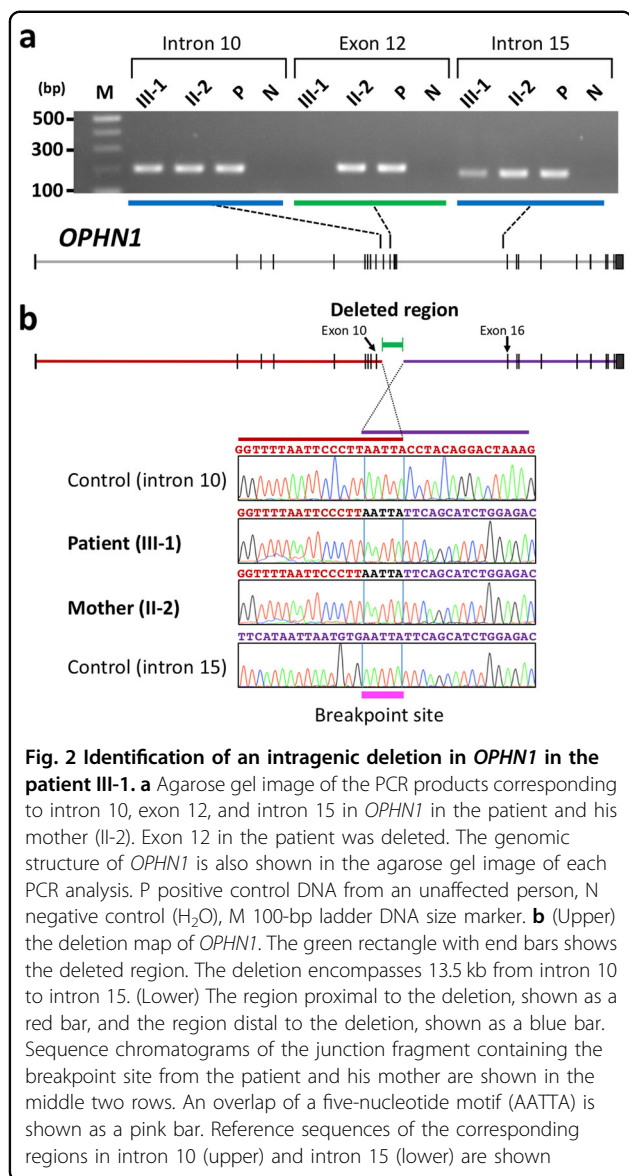 a
Intron 10 Exon 12 Intron 15
(bp) M III-1 II-2 P N III-1 II-2 P N III-1 II-2 P N
500
300
100
OPHN1
b
Deleted region
Exon 10 Exon 16
GGTTTTAATTCCCTTAATTACCTACAGGACTAAAG
Control (intron 10)
GGTTTTAATTCCCTTAATTATTCAGCATCTGGAGAC
Patient (III-1)
GGTTTTAATTCCCTTAATTATTCAGCATCTGGAGAC
Mother (II-2)
TTCATAATTAATGTGAATTATTCAGCATCTGGAGAC
Control (intron 15)
Breakpoint site
Fig. 2 Identification of an intragenic deletion in OPHN1 in the
patient III-1. a Agarose gel image of the PCR products corresponding
to intron 10, exon 12, and intron 15 in OPHN1 in the patient and his
mother (II-2). Exon 12 in the patient was deleted. The genomic
structure of OPHN1 is also shown in the agarose gel image of each
PCR analysis. P positive control DNA from an unaffected person, N
negative control (H₂O), M 100-bp ladder DNA size marker. b (Upper)
the deletion map of OPHN1. The green rectangle with end bars shows
the deleted region. The deletion encompasses 13.5 kb from intron 10
to intron 15. (Lower) The region proximal to the deletion, shown as a
red bar, and the region distal to the deletion, shown as a blue bar.
Sequence chromatograms of the junction fragment containing the
breakpoint site from the patient and his mother are shown in the
middle two rows. An overlap of a five-nucleotide motif (AATTA) is
shown as a pink bar. Reference sequences of the corresponding
regions in intron 10 (upper) and intron 15 (lower) are shown